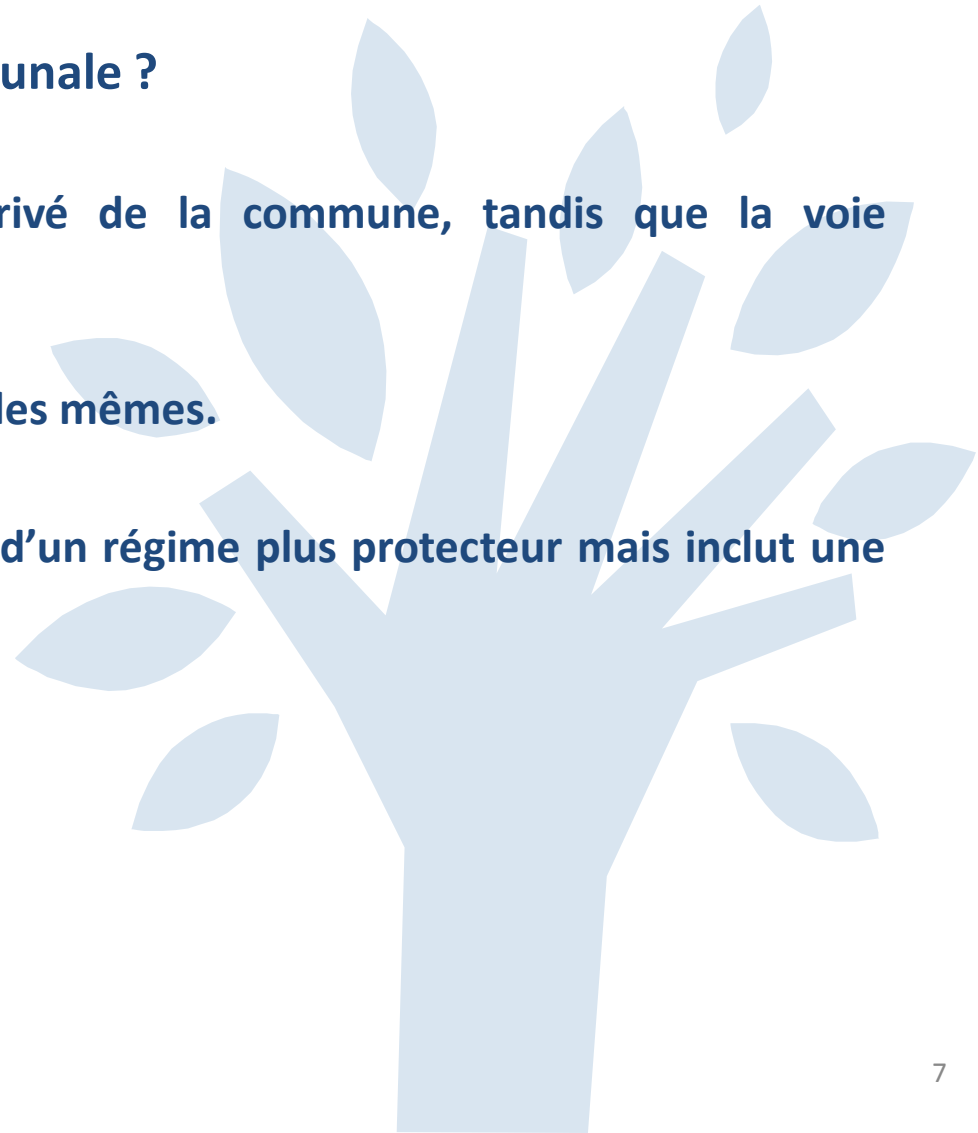 unale ?
rivé de la commune, tandis que la voie
les mêmes.
d’un régime plus protecteur mais inclut une
7